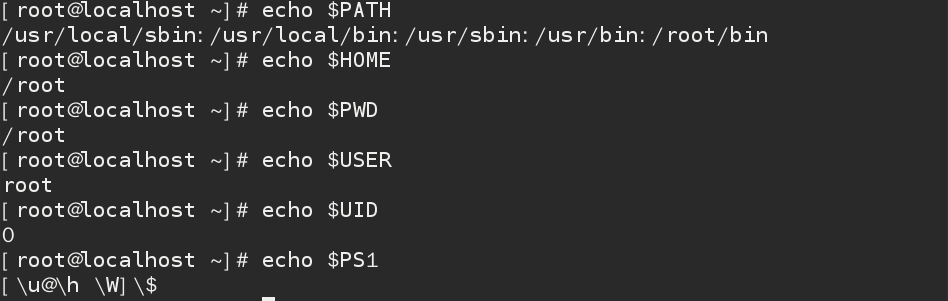 [root@localhost ~]# echo $PATH
/usr/local/sbin:/usr/local/bin:/usr/sbin:/usr/bin:/root/bin
[root@localhost ~]# echo $HOME
/root
[root@localhost ~]# echo $PWD
/root
[root@localhost ~]# echo $USER
root
[root@localhost ~]# echo $UID
0
[root@localhost ~]# echo $PS1
[\u@\h \W]\$